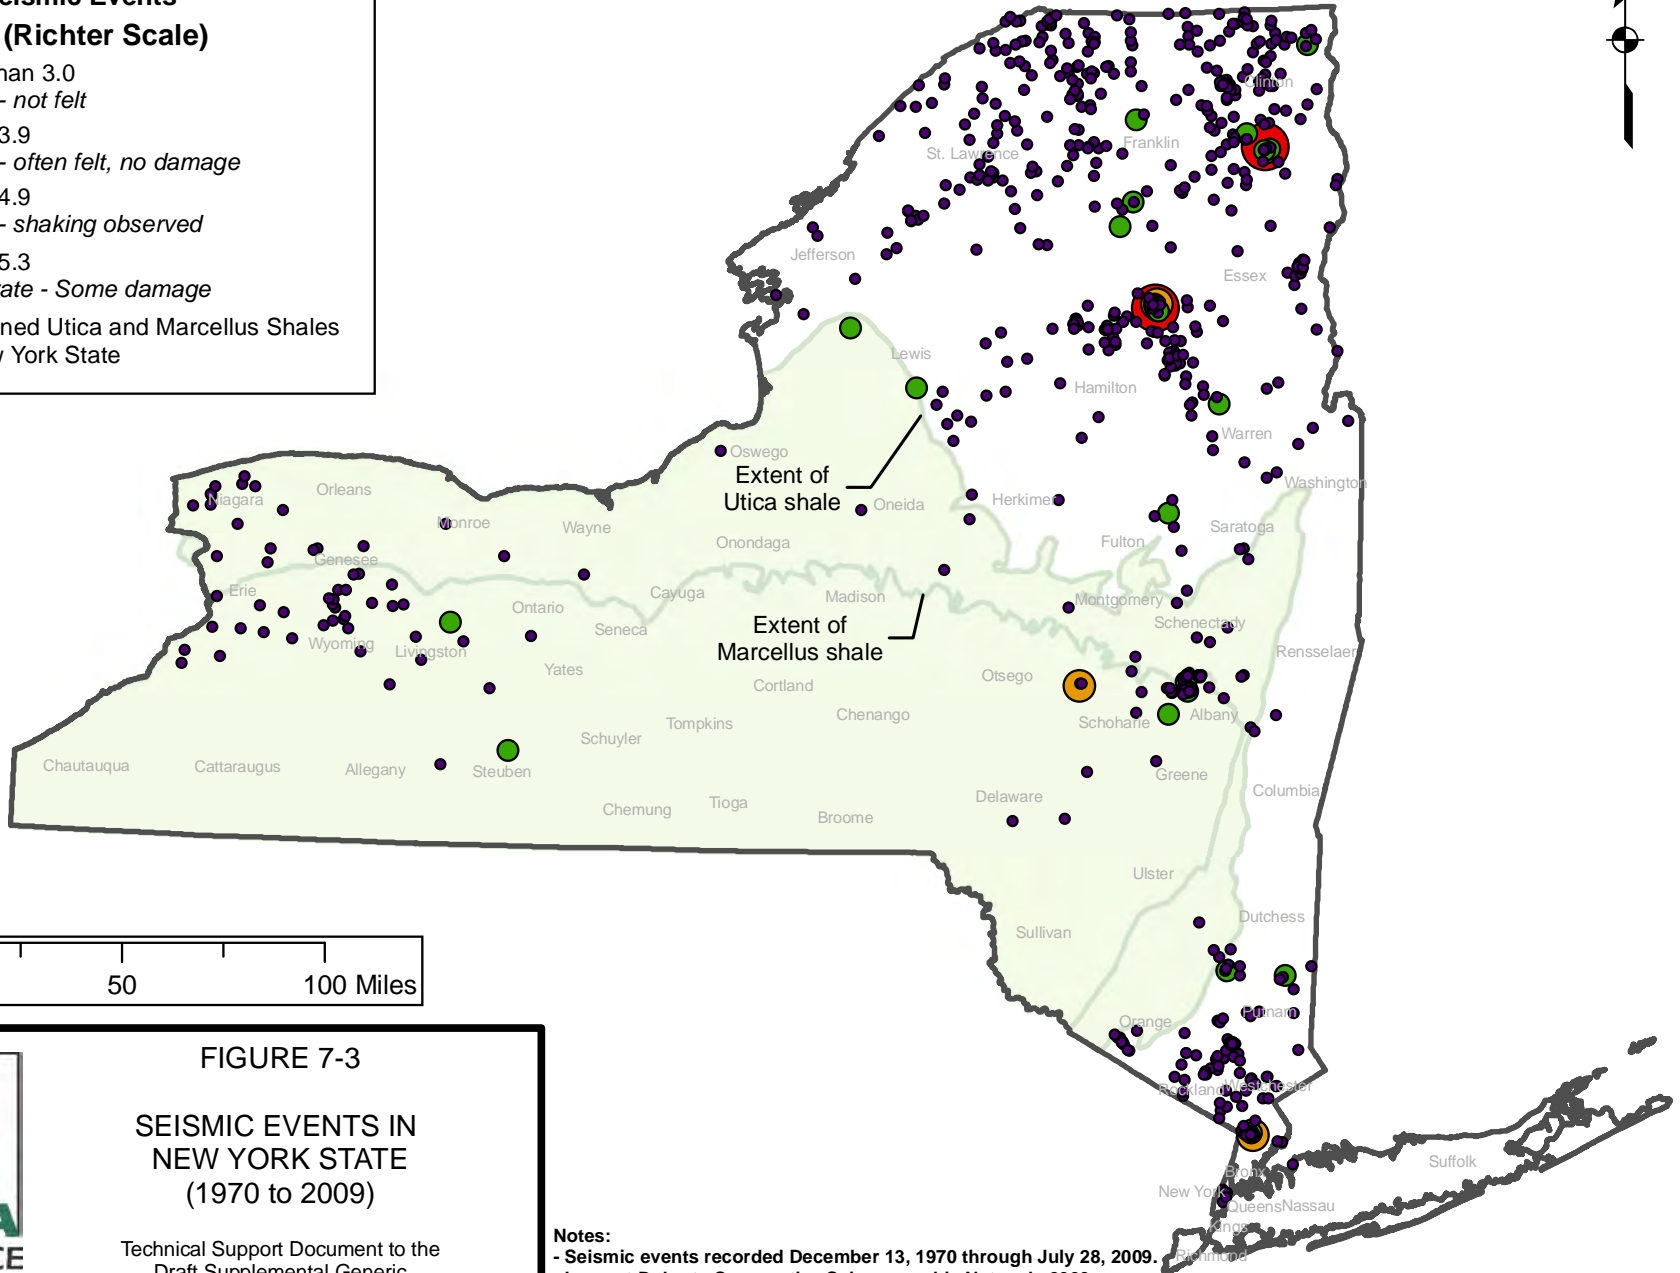 (Richter Scale)
3.0
- not felt
3.9
- often felt, no damage
4.9
- shaking observed
5.3
- Some damage
Utica and Marcellus Shales
York State
Clinton
Franklin
St. Lawrence
Jefferson
Essex
Lewis
Hamilton
Warren
Oswego
Extent of
Utica shale
Oneida
Herkimer
Washington
Niagara
Orleans
Monroe
Wayne
Onondaga
Fulton
Saratoga
Genesee
Erie
Ontario
Cayuga
Seneca
Madison
Montgomery
Schenectady
Extent of
Marcellus shale
Wyoming
Livingston
Yates
Cortland
Otsego
Rensselaer
Schoharie
Albany
Chenango
Tompkins
Schuyler
Chautauqua
Cattaraugus
Allegany
Steuben
Greene
Columbia
Delaware
Chemung
Tioga
Broome
Ulster
Dutchess
Sullivan
50 100 Miles
Putnam
Orange
Rockland
Westchester
Bronx
New York
Queens
Nassau
Suffolk
Kings
Richmond
FIGURE 7-3
SEISMIC EVENTS IN
NEW YORK STATE
(1970 to 2009)
Technical Support Document to the
Draft Supplemental Generic
Notes:
- Seismic events recorded December 13, 1970 through July 28, 2009.